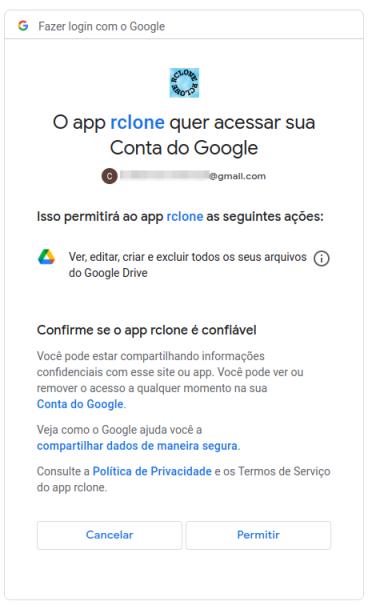 Fazer login com o Google
RCLONE RCLONE
O app rclone quer acessar sua
Conta do Google
C @gmail.com
Isso permitirá ao app rclone as seguintes ações:
Ver, editar, criar e excluir todos os seus arquivos
do Google Drive
Confirme se o app rclone é confiável
Você pode estar compartilhando informações
confidenciais com esse site ou app. Você pode ver ou
remover o acesso a qualquer momento na sua
Conta do Google.
Veja como o Google ajuda você a
compartilhar dados de maneira segura.
Consulte a Política de Privacidade e os Termos de Serviço
do app rclone.
Cancelar Permitir